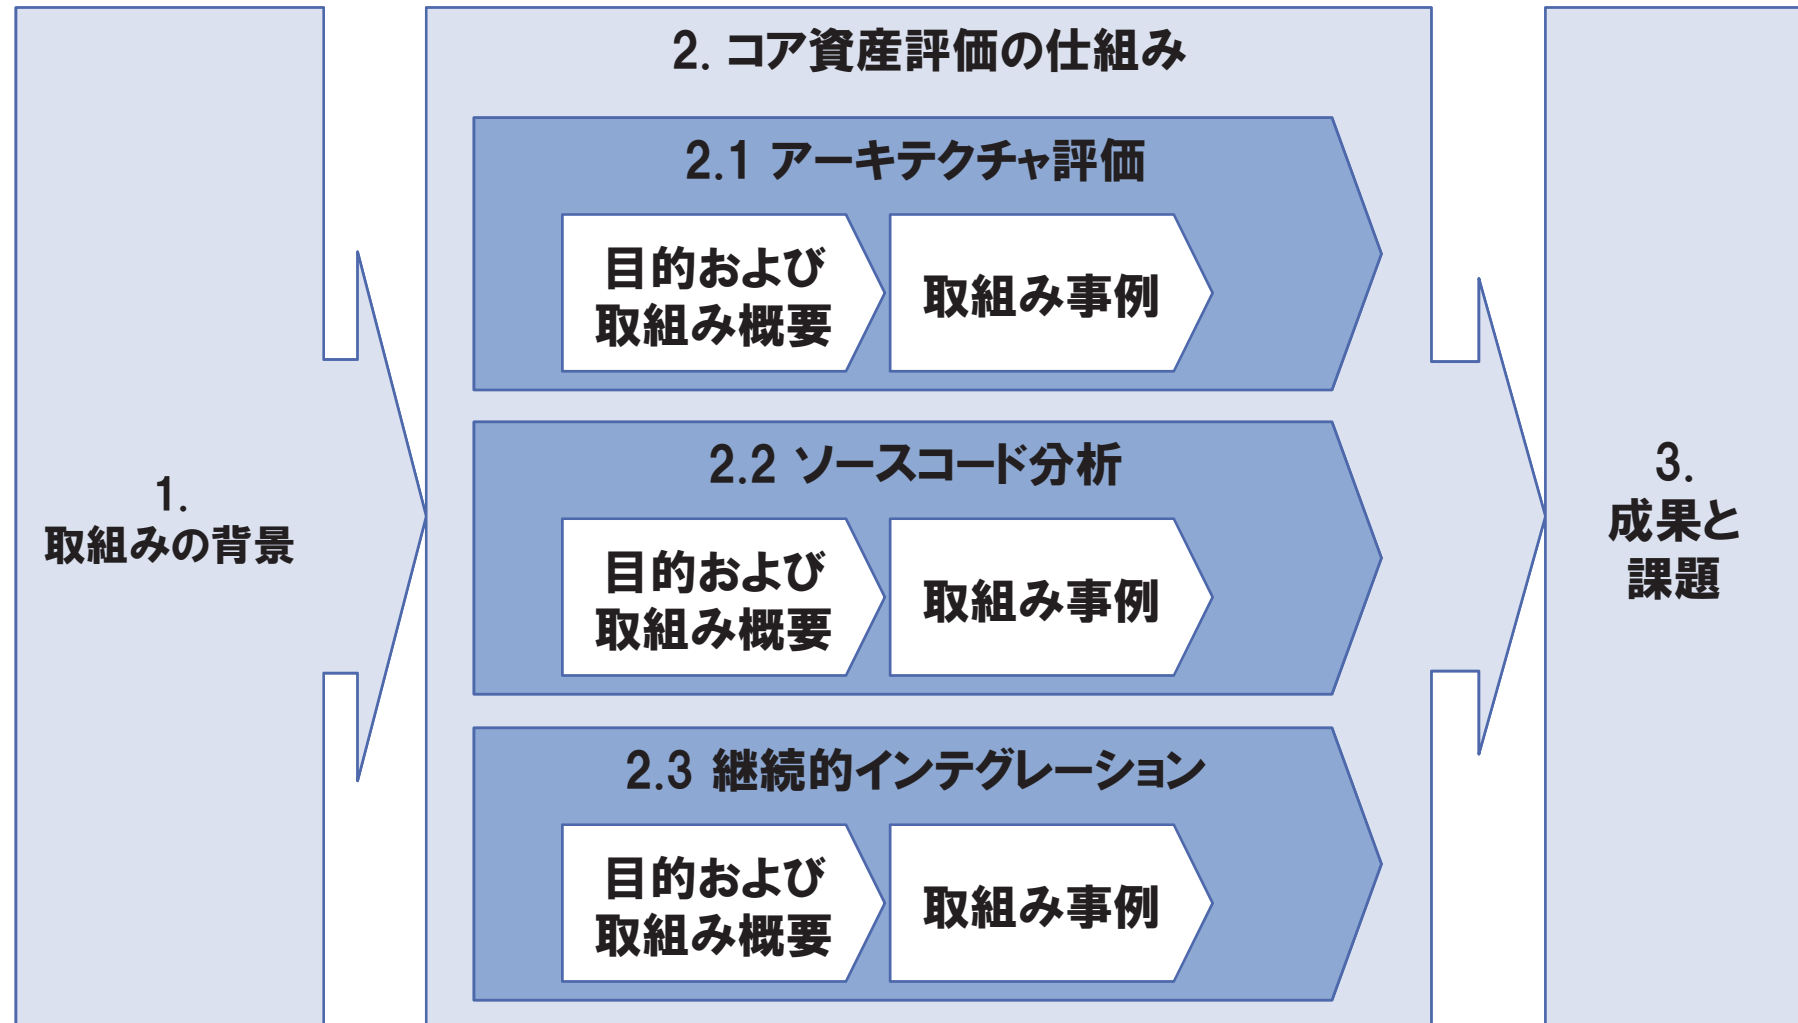 1.
取組みの背景
2. コア資産評価の仕組み
2.1 アーキテクチャ評価
目的および
取組み概要
取組み事例
2.2 ソースコード分析
目的および
取組み概要
取組み事例
2.3 継続的インテグレーション
目的および
取組み概要
取組み事例
3.
成果と
課題